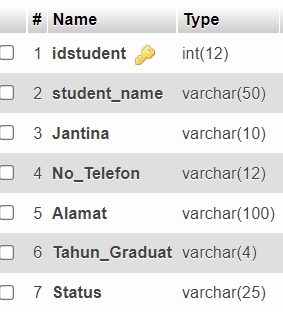 # Name Type
1 idstudent int(12)
2 student_name varchar(50)
3 Jantina varchar(10)
4 No_Telefon varchar(12)
5 Alamat varchar(100)
6 Tahun_Graduat varchar(4)
7 Status varchar(25)